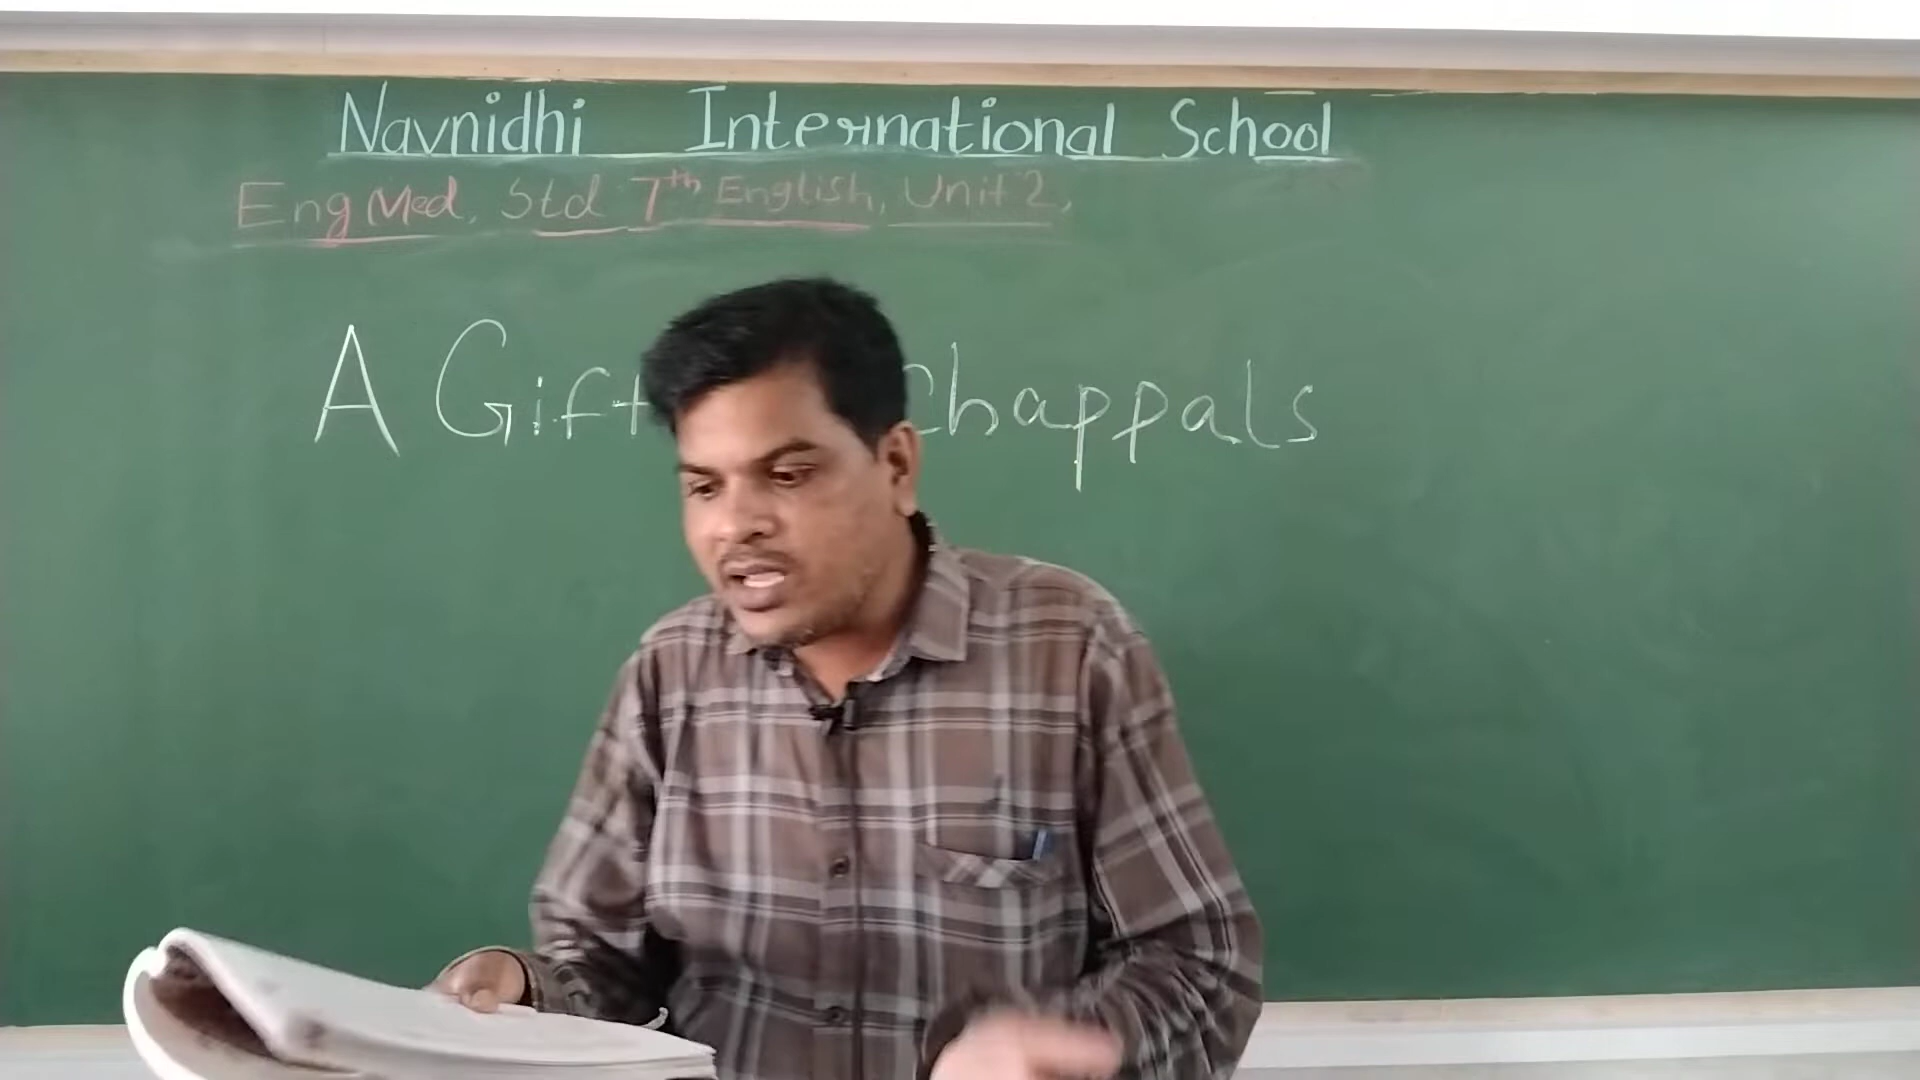 Navnidhi International School
Eng Med, Std 7th English, Unit 2,
A Gift Chappals